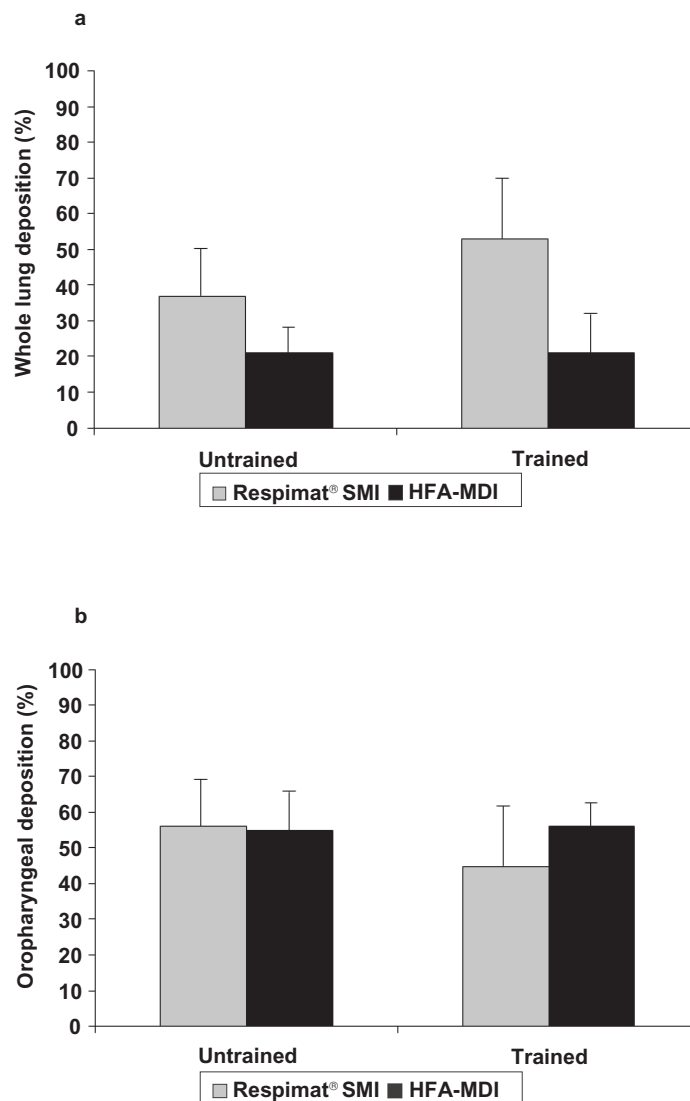 a
Whole lung deposition (%)
100
90
80
70
60
50
40
30
20
10
0
Untrained
Trained
Respimat® SMI HFA-MDI
b
Oropharyngeal deposition (%)
100
90
80
70
60
50
40
30
20
10
0
Untrained
Trained
Respimat® SMI HFA-MDI